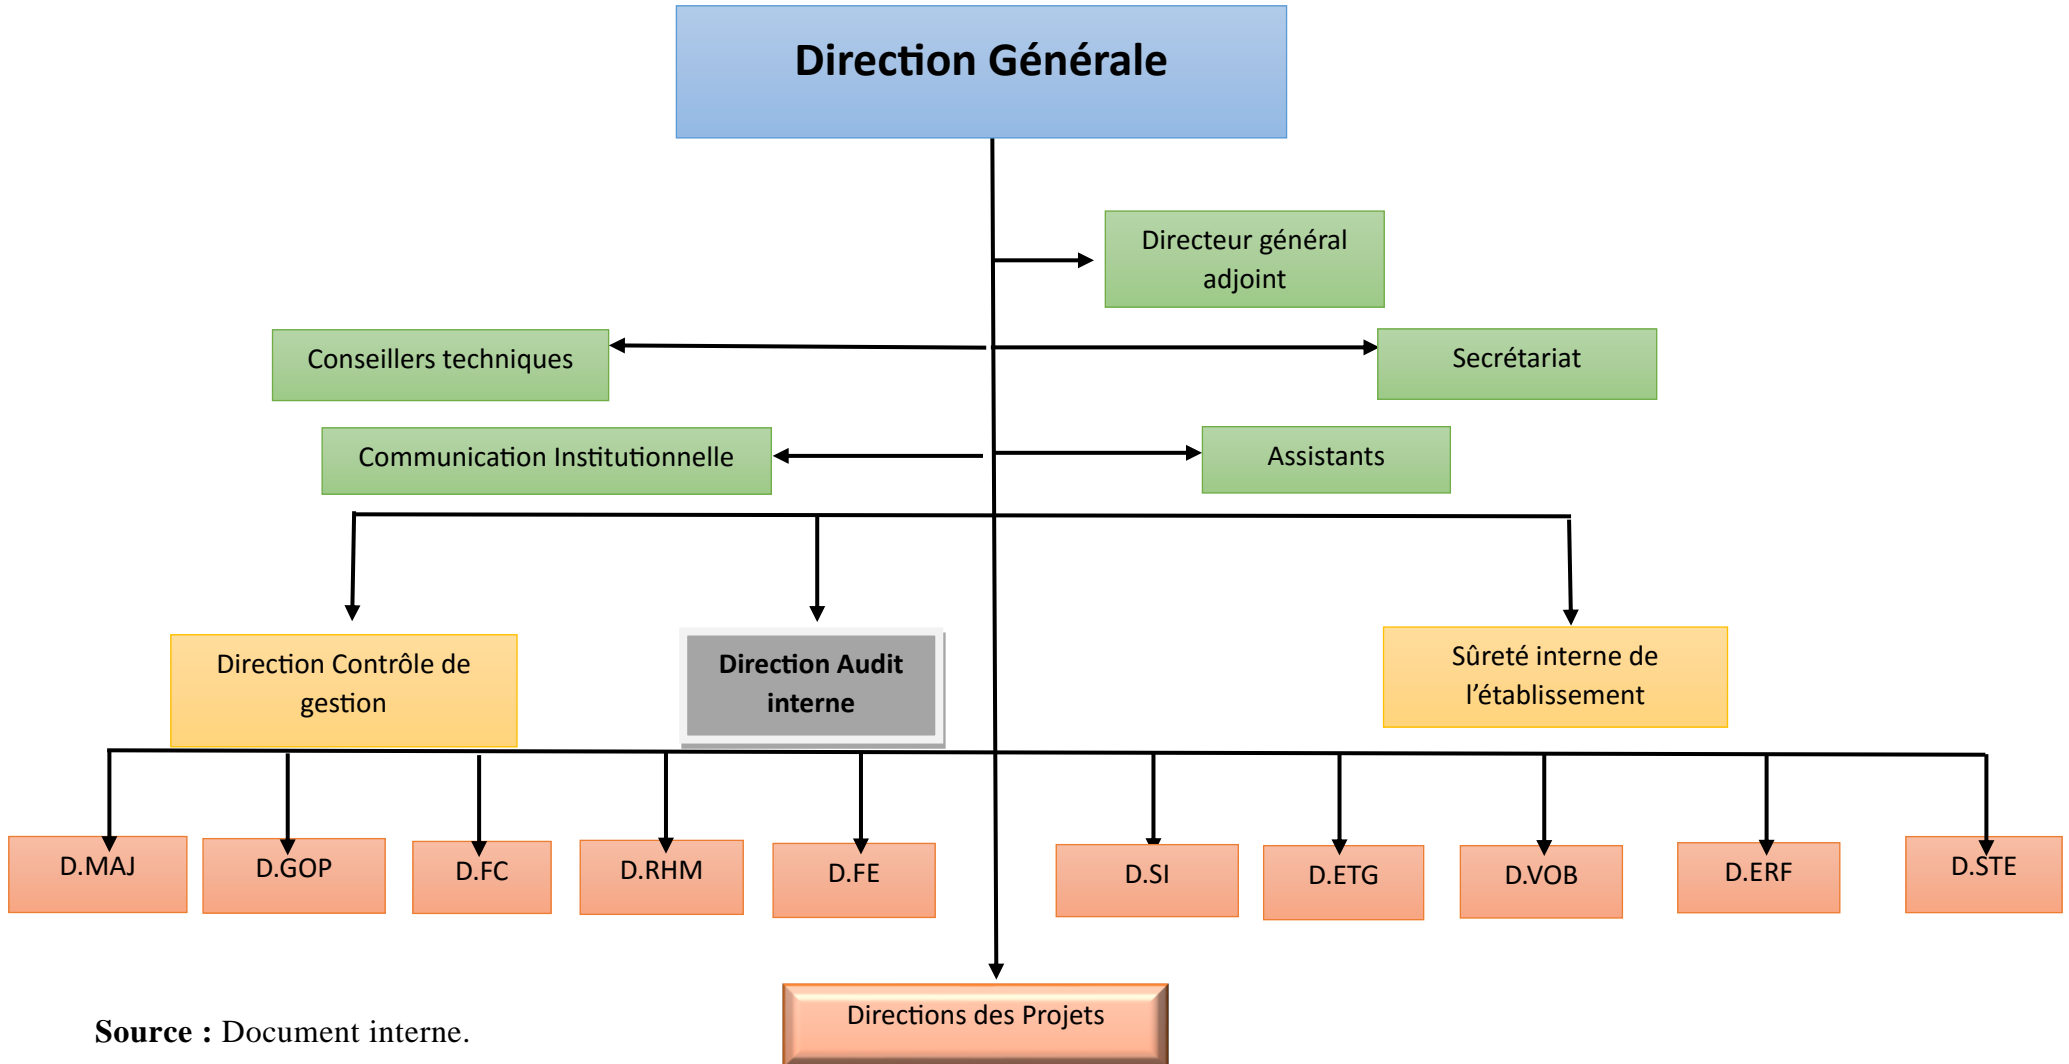 Direction Générale
Directeur général
adjoint
Conseillers techniques
Secrétariat
Communication Institutionnelle
Assistants
Direction Contrôle de
gestion
Direction Audit
interne
Sûreté interne de
l’établissement
D.MAJ
D.GOP
D.FC
D.RHM
D.FE
D.SI
D.ETG
D.VOB
D.ERF
D.STE
Directions des Projets
Source : Document interne.